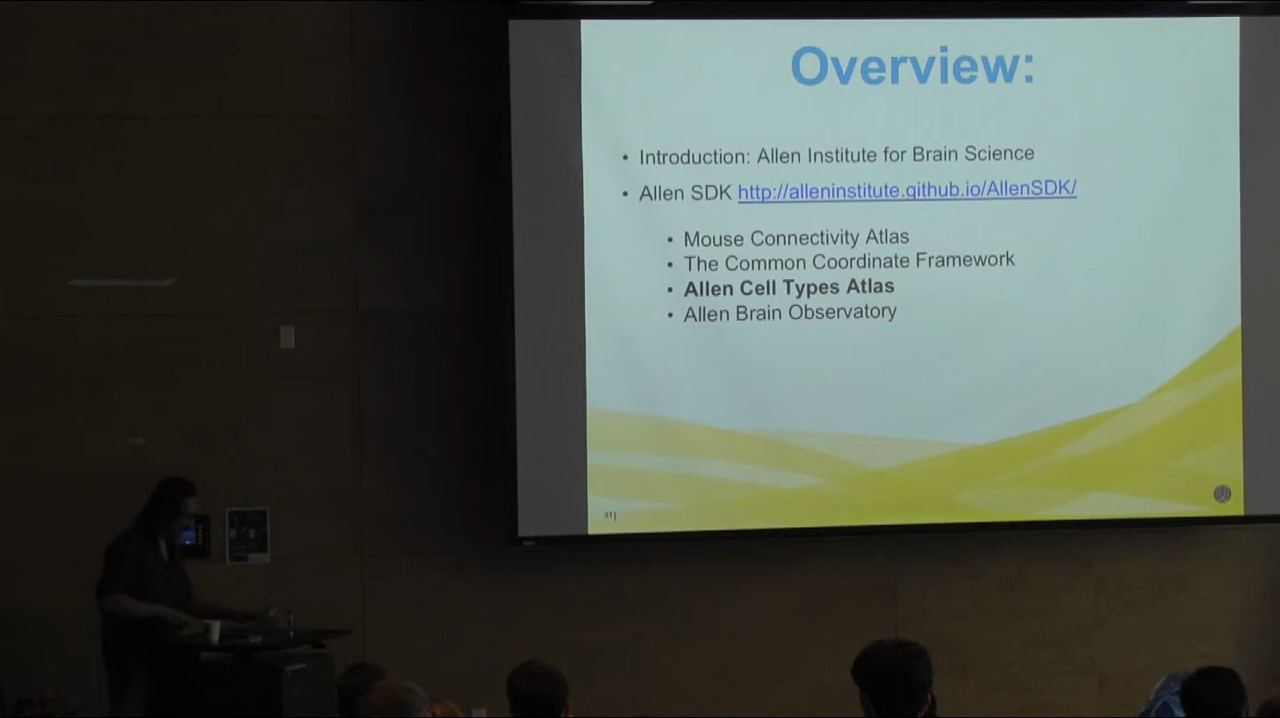 Overview:
• Introduction: Allen Institute for Brain Science
• Allen SDK http://alleninstitute.github.io/AllenSDK/
• Mouse Connectivity Atlas
• The Common Coordinate Framework
• Allen Cell Types Atlas
• Allen Brain Observatory
31|